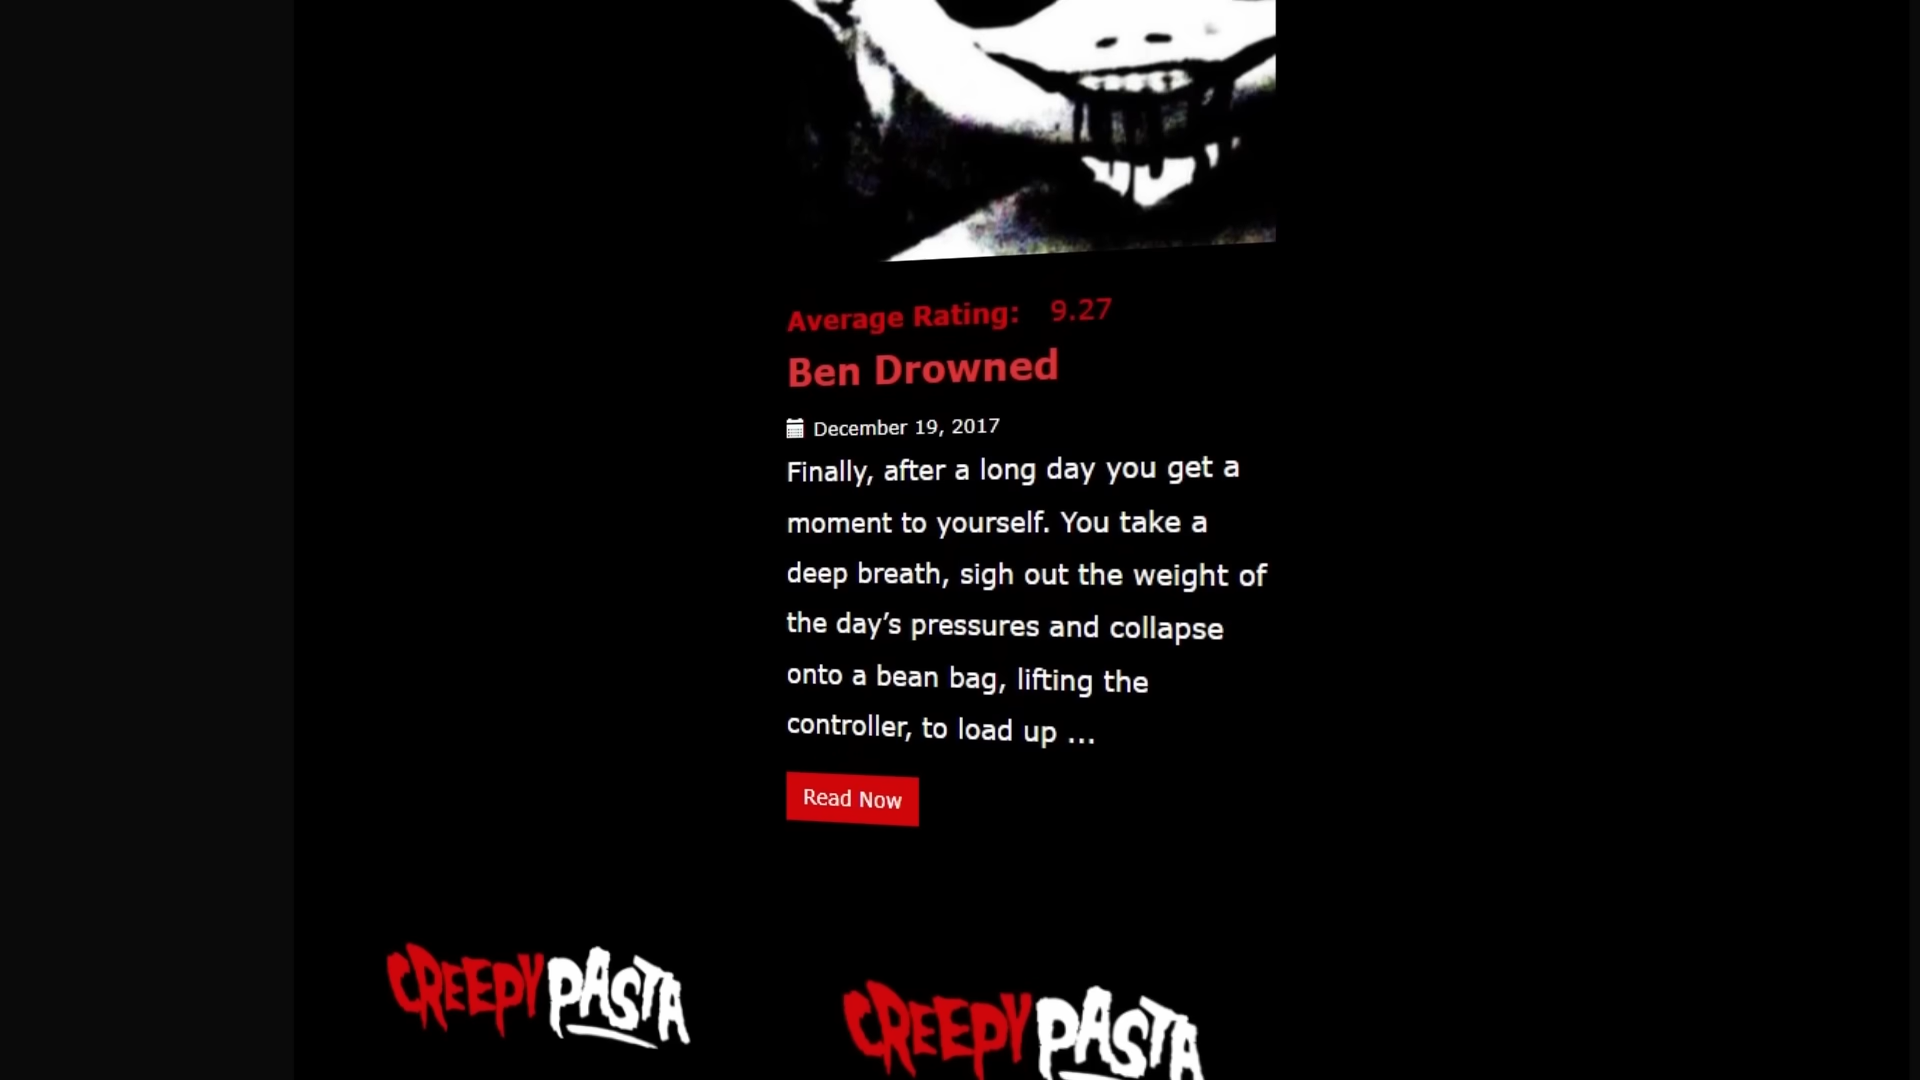 Average Rating: 9.27
Ben Drowned
December 19, 2017
Finally, after a long day you get a
moment to yourself. You take a
deep breath, sigh out the weight of
the day’s pressures and collapse
onto a bean bag, lifting the
controller, to load up ...
Read Now
CREEPYPASTA
CREEPYPASTA